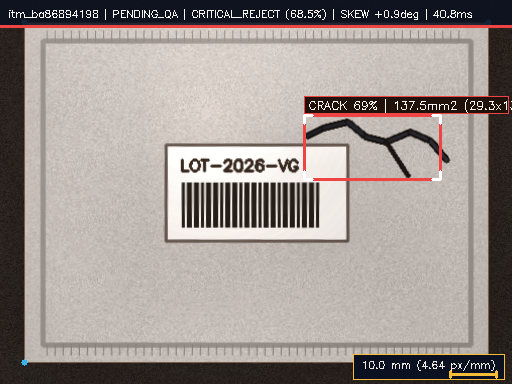 itm_ba86894198 | PENDING_QA | CRITICAL_REJECT (68.5%) | SKEW +0.9deg | 40.8ms
CRACK 69% | 137.5mm2 (29.3x13
LOT-2026-VG
10.0 mm (4.64 px/mm)